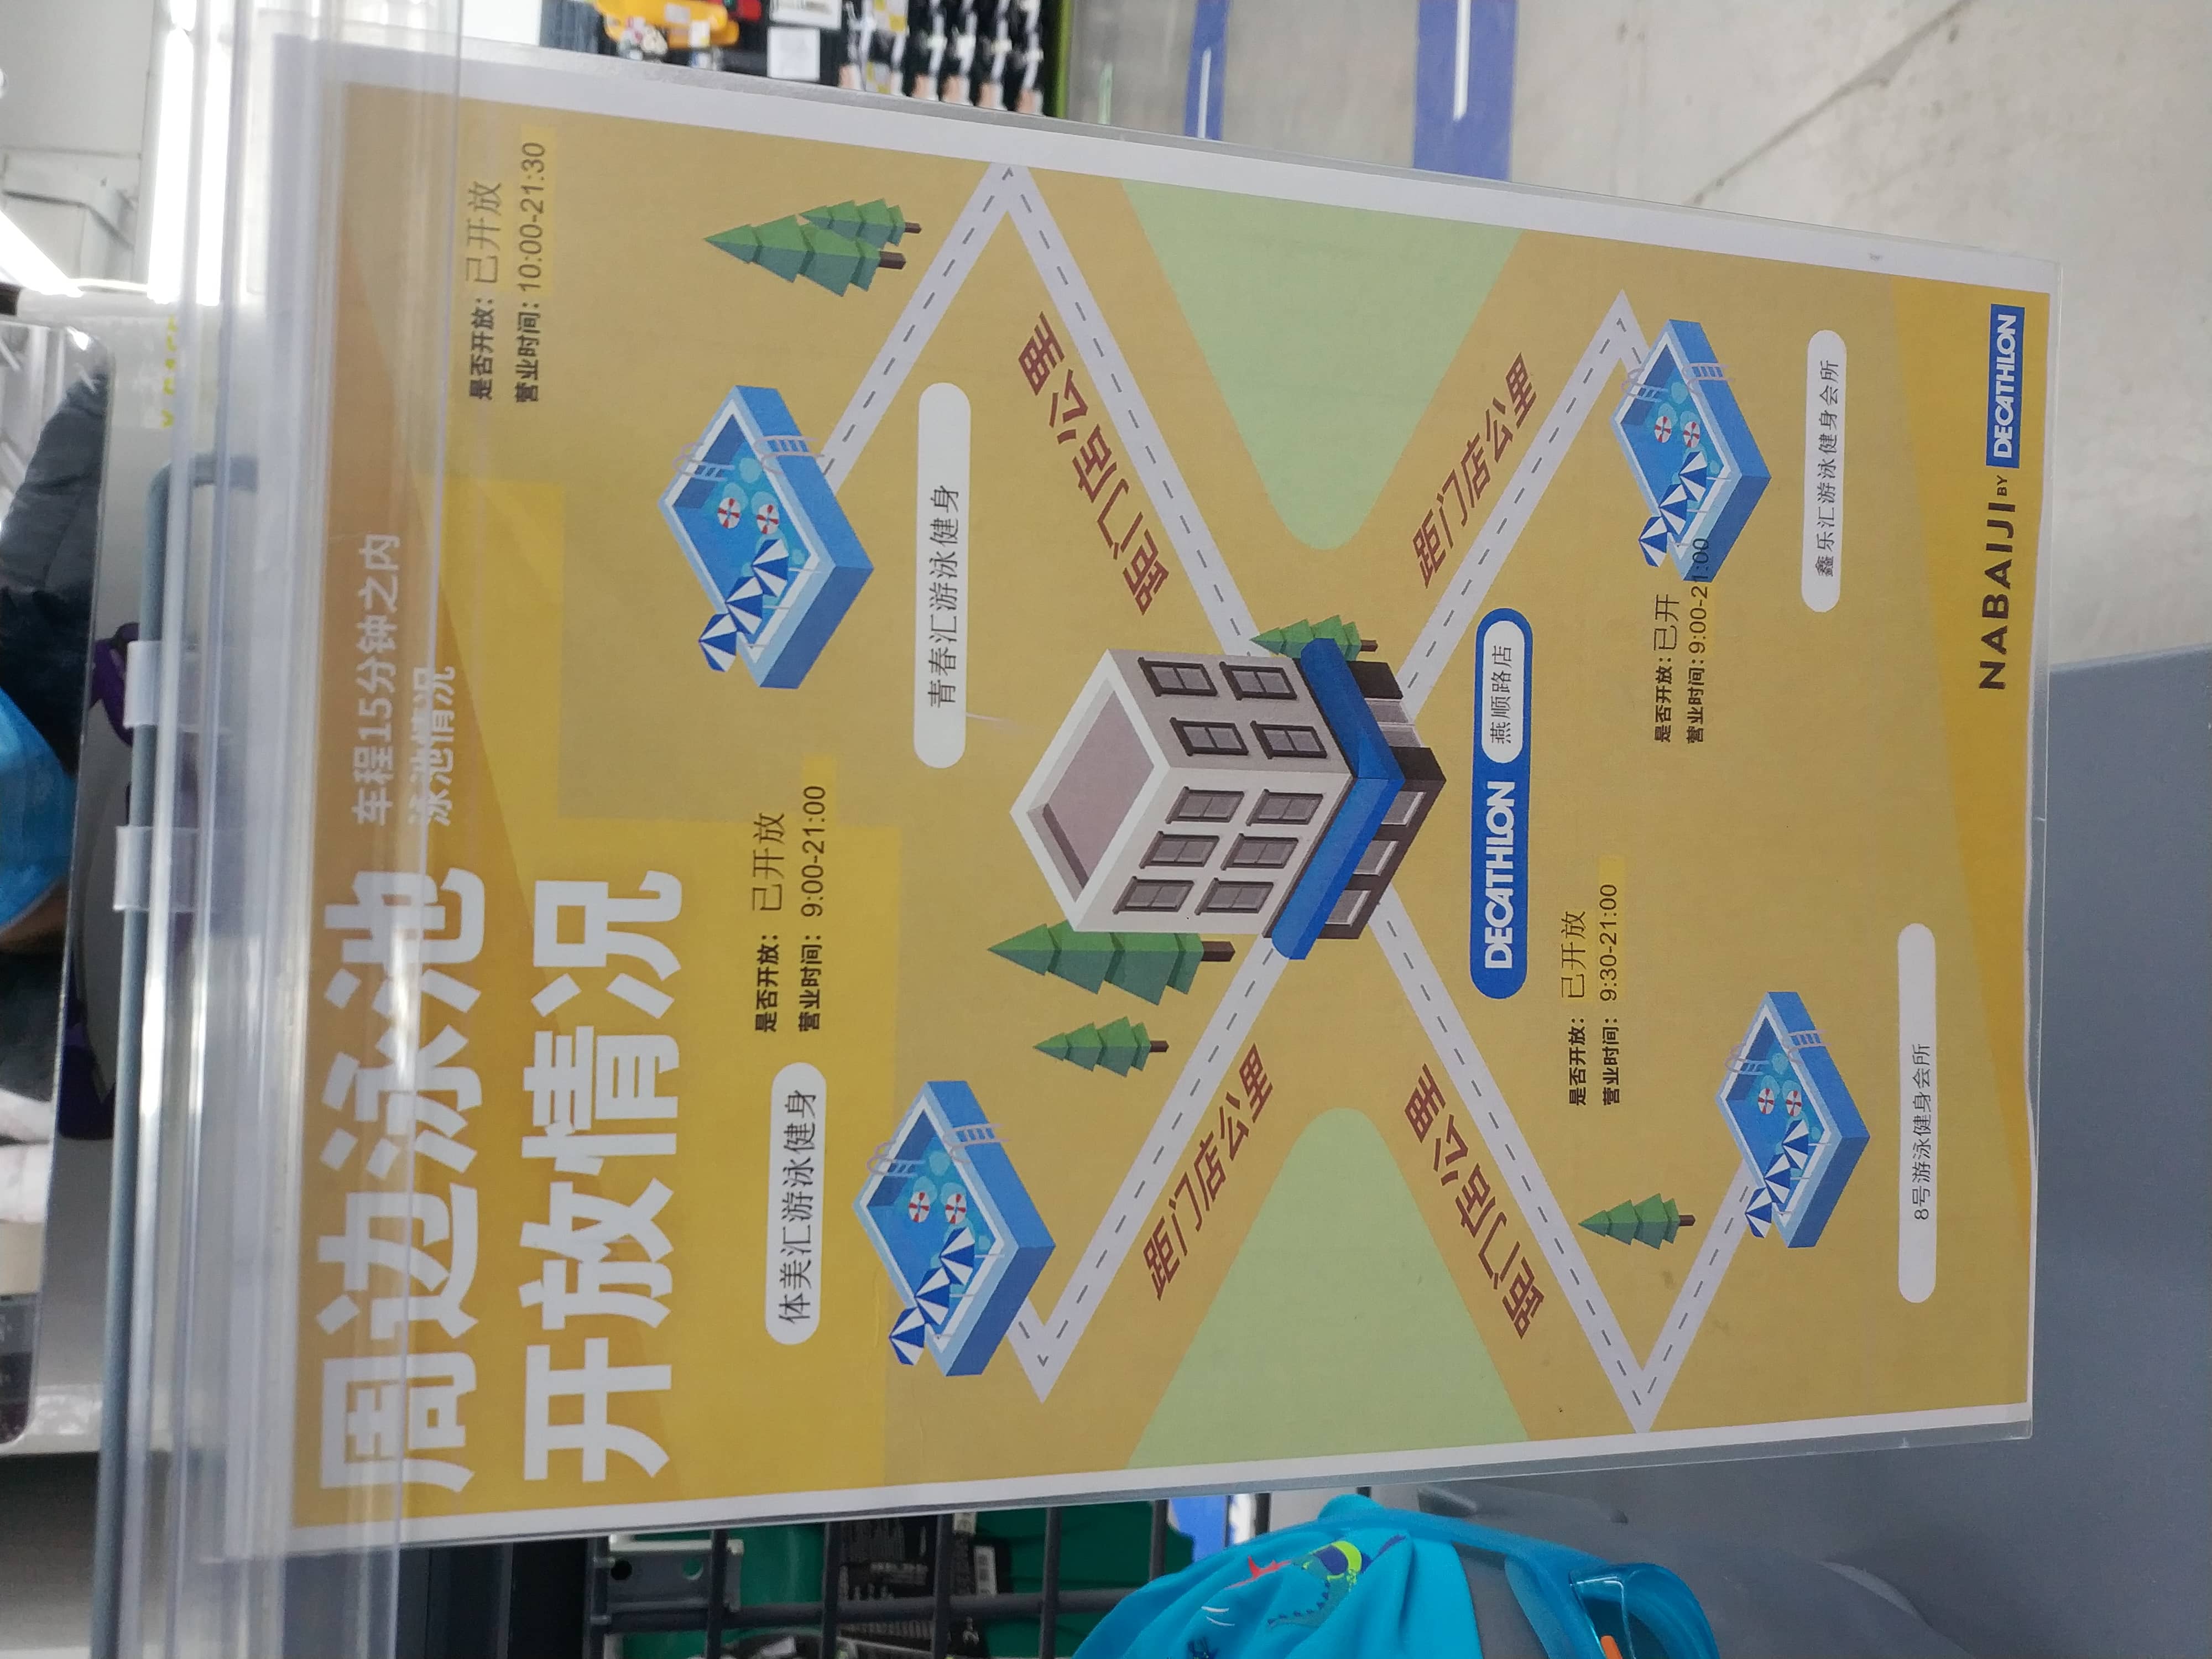 周边泳池
开放情况
车程15分钟之内
泳池情况
是否开放：已开放
营业时间：10:00-21:30
体美汇游泳健身
是否开放：已开放
营业时间：9:00-21:00
青春汇游泳健身
距门店公里
距门店公里
距门店公里
距门店公里
DECATHLON 燕顺路店
是否开放：已开放
营业时间：9:30-21:00
是否开放：已开
营业时间：9:00-21:00
鑫乐汇游泳健身会所
8号游泳健身会所
NABAIJI BY DECATHLON